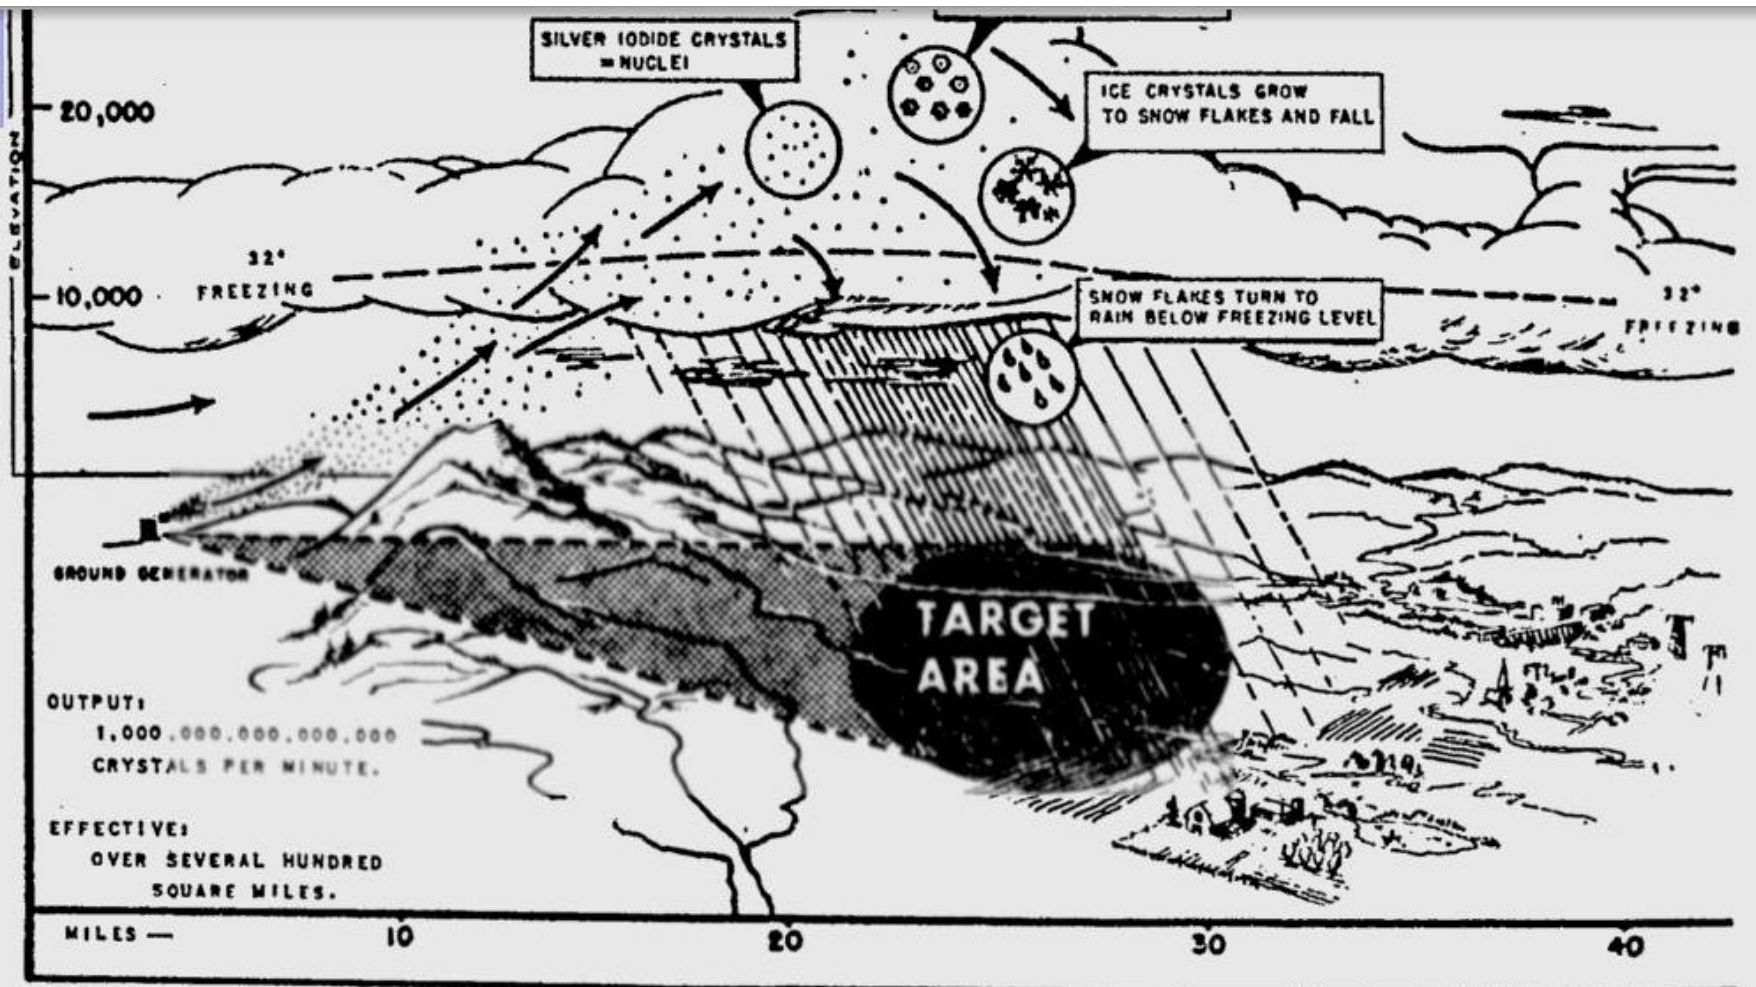 SILVER IODIDE CRYSTALS
= NUCLEI
ICE CRYSTALS GROW
TO SNOW FLAKES AND FALL
20,000
ELEVATION
32°
FREEZING
10,000
SNOW FLAKES TURN TO
RAIN BELOW FREEZING LEVEL
32°
FREEZING
GROUND GENERATOR
TARGET
AREA
OUTPUT:
1,000,000,000,000,000
CRYSTALS PER MINUTE.
EFFECTIVE:
OVER SEVERAL HUNDRED
SQUARE MILES.
MILES — 10 20 30 40